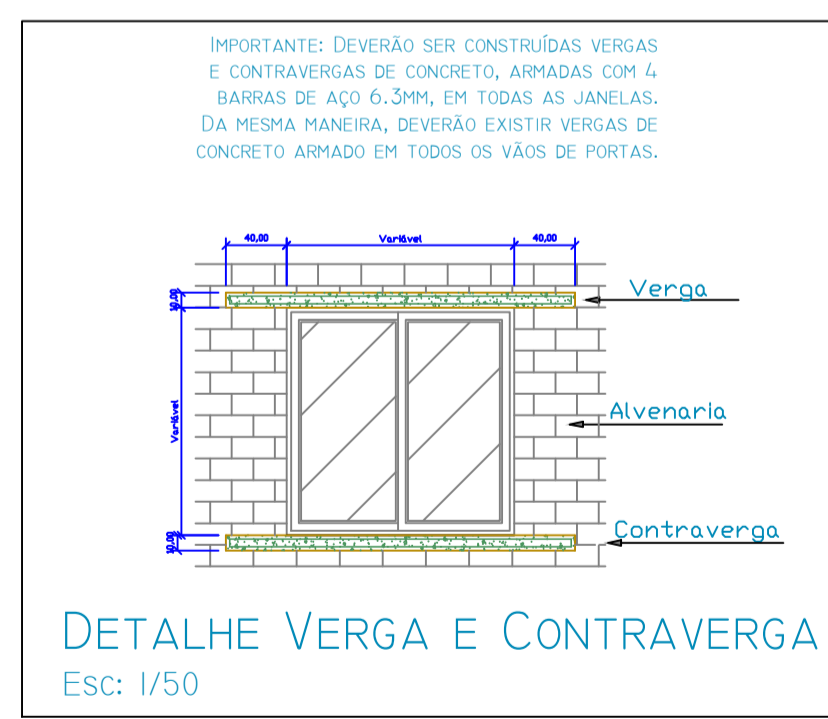 IMPORTANTE: DEVERÃO SER CONSTRUÍDAS VERGAS
E CONTRAVERGAS DE CONCRETO, ARMADAS COM 4
BARRAS DE AÇO 6.3MM, EM TODAS AS JANELAS.
DA MESMA MANEIRA, DEVERÃO EXISTIR VERGAS DE
CONCRETO ARMADO EM TODOS OS VÃOS DE PORTAS.
40,00 Variável 40,00
10,00
Verga
Variável
Alvenaria
10,00
Contraverga
DETALHE VERGA E CONTRAVERGA
ESC: 1/50